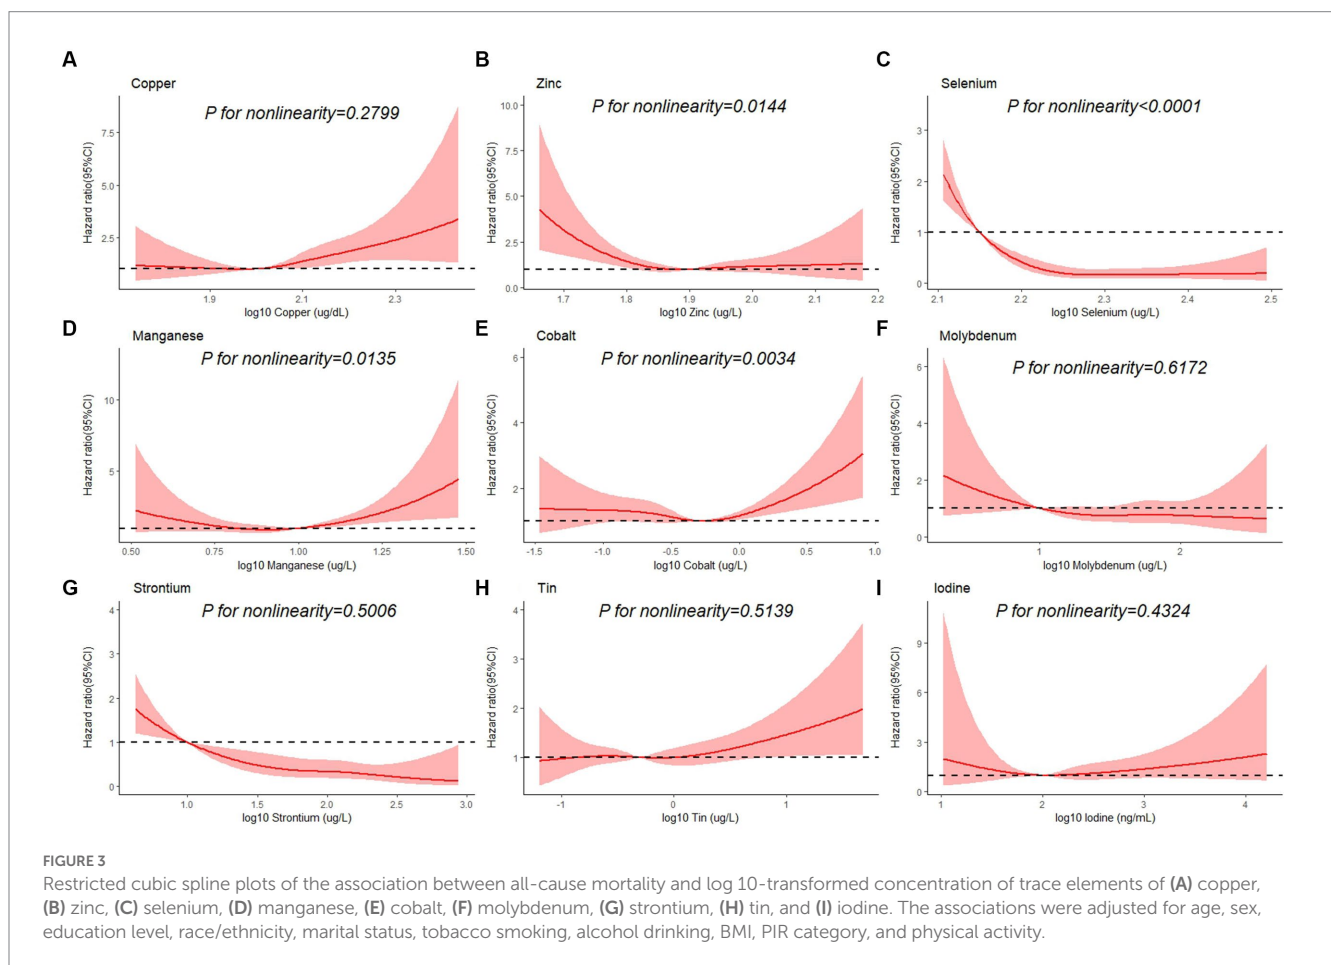 A
Copper
P for nonlinearity=0.2799
Hazard ratio(95%CI)
7.5
5.0
2.5
1.9
2.1
2.3
log10 Copper (ug/dL)
B
Zinc
P for nonlinearity=0.0144
Hazard ratio(95%CI)
10.0
7.5
5.0
2.5
0.0
1.7
1.8
1.9
2.0
2.1
2.2
log10 Zinc (ug/L)
C
Selenium
P for nonlinearity<0.0001
Hazard ratio(95%CI)
3
2
1
0
2.1
2.2
2.3
2.4
2.5
log10 Selenium (ug/L)
D
Manganese
P for nonlinearity=0.0135
Hazard ratio(95%CI)
10
5
0.50
0.75
1.00
1.25
1.50
log10 Manganese (ug/L)
E
Cobalt
P for nonlinearity=0.0034
Hazard ratio(95%CI)
6
4
2
-1.5
-1.0
-0.5
0.0
0.5
1.0
log10 Cobalt (ug/L)
F
Molybdenum
P for nonlinearity=0.6172
Hazard ratio(95%CI)
6
4
2
0
1
2
log10 Molybdenum (ug/L)
G
Strontium
P for nonlinearity=0.5006
Hazard ratio(95%CI)
4
3
2
1
0
1.0
1.5
2.0
2.5
3.0
log10 Strontium (ug/L)
H
Tin
P for nonlinearity=0.5139
Hazard ratio(95%CI)
4
3
2
1
0
-1
0
1
log10 Tin (ug/L)
I
Iodine
P for nonlinearity=0.4324
Hazard ratio(95%CI)
9
6
3
0
1
2
3
4
log10 Iodine (ng/mL)
FIGURE 3
Restricted cubic spline plots of the association between all-cause mortality and log 10-transformed concentration of trace elements of (A) copper,
(B) zinc, (C) selenium, (D) manganese, (E) cobalt, (F) molybdenum, (G) strontium, (H) tin, and (I) iodine. The associations were adjusted for age, sex,
education level, race/ethnicity, marital status, tobacco smoking, alcohol drinking, BMI, PIR category, and physical activity.